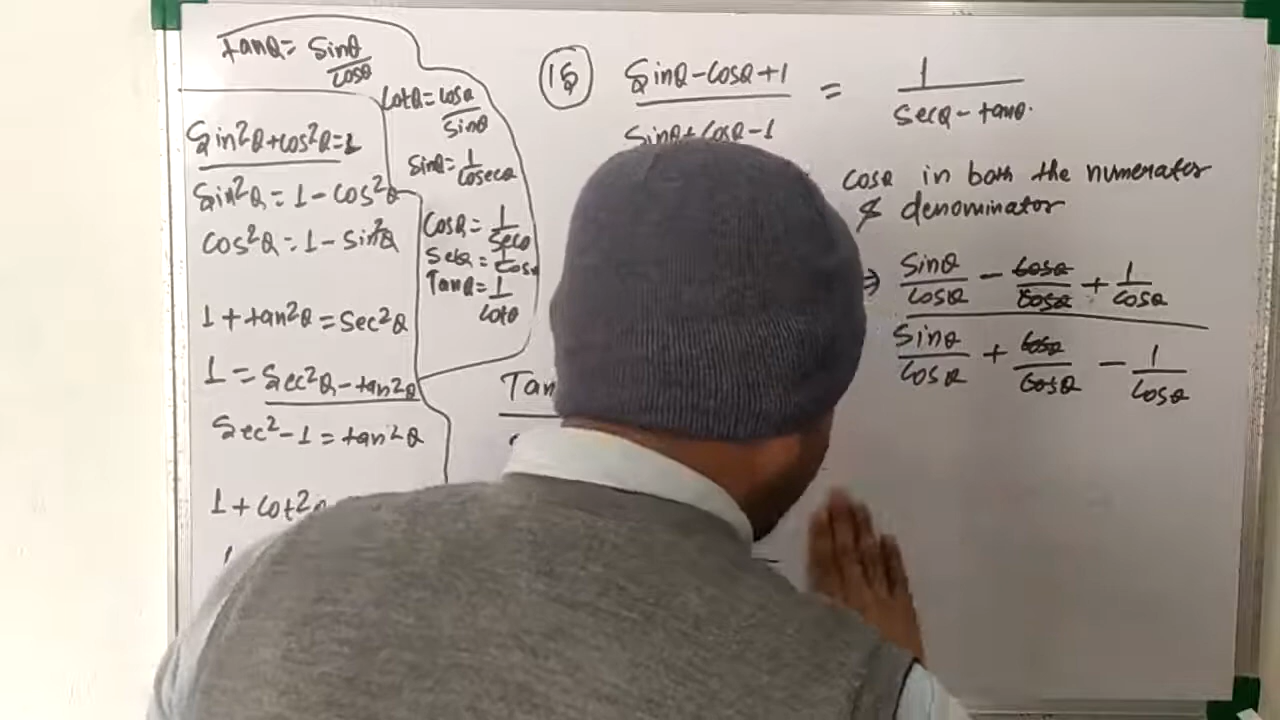 tanθ = sinθ/cosθ
cotθ = cosθ/sinθ
sin²θ+cos²θ=1
sinθ = 1/cosecθ
sin²θ = 1 - cos²θ
cosθ = 1/secθ
cos²θ = 1 - sin²θ
secθ = 1/cosθ
Tanθ = 1/cotθ
1 + tan²θ = sec²θ
1 = sec²θ - tan²θ
sec² - 1 = tan²θ
1 + cot²θ
15 (sinθ - cosθ + 1)/(sinθ + cosθ - 1) = 1/(secθ - tanθ)
cosθ in both the numerater
& denominator
⇒ (sinθ/cosθ - cosθ/cosθ + 1/cosθ)/(sinθ/cosθ + cosθ/cosθ - 1/cosθ)
Tan